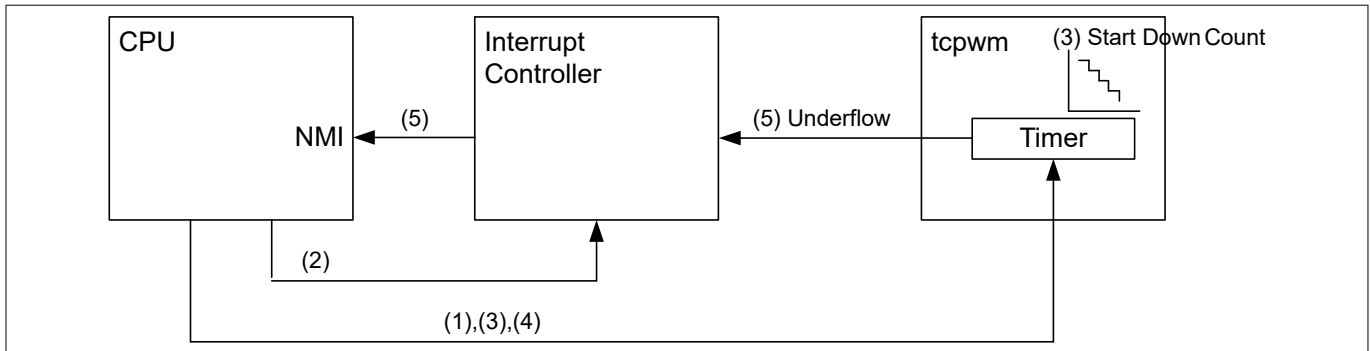 CPU
Interrupt
Controller
tcpwm
(3) Start Down Count
NMI
(5)
(5) Underflow
Timer
(2)
(1),(3),(4)